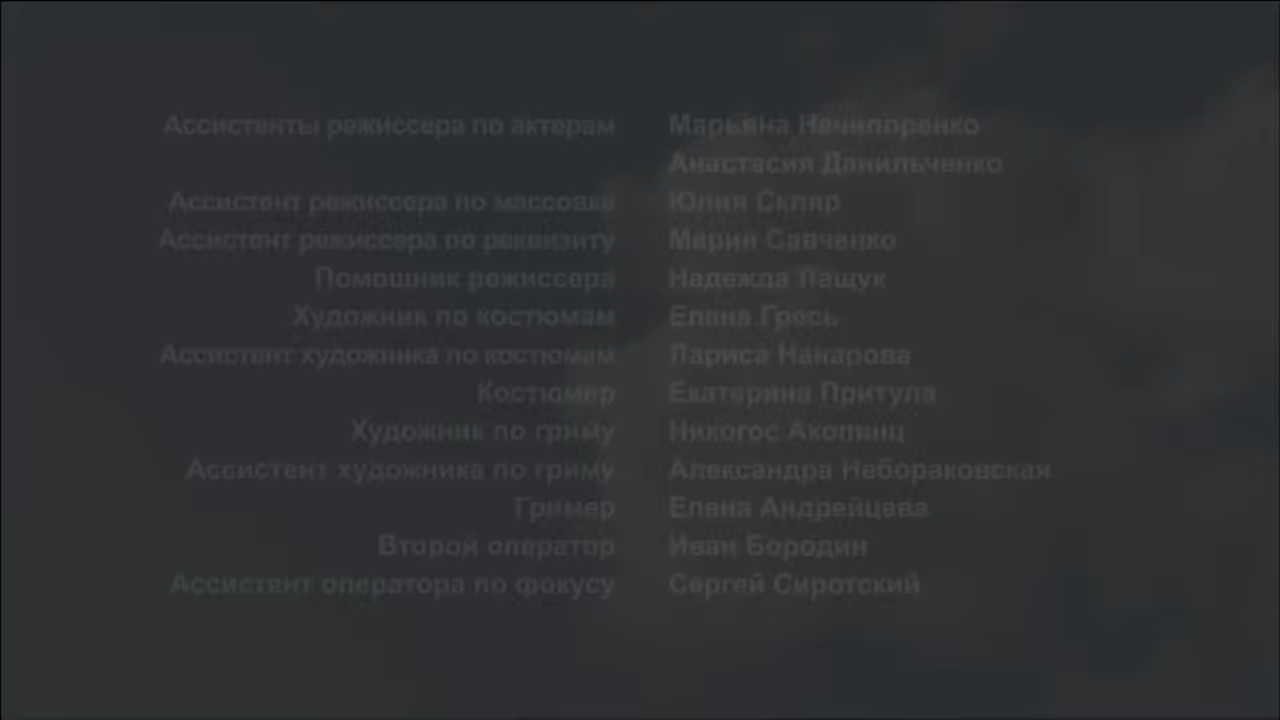 Ассистенты режиссера по актерам Марьяна Нечипоренко
Анастасия Данильченко
Ассистент режиссера по массовке Юлия Скляр
Ассистент режиссера по реквизиту Мария Савченко
Помошник режиссера Надежда Пащук
Художник по костюмам Елена Гресь
Ассистент художника по костюмам Лариса
Костюмер Екатерина Притула
Художник по гриму Никогос Акопянц
Ассистент художника по гриму Александра Небораковская
Гример Елена Андрейцева
Второй оператор Иван Бородин
Ассистент оператора по фокусу Сергей Сиротский